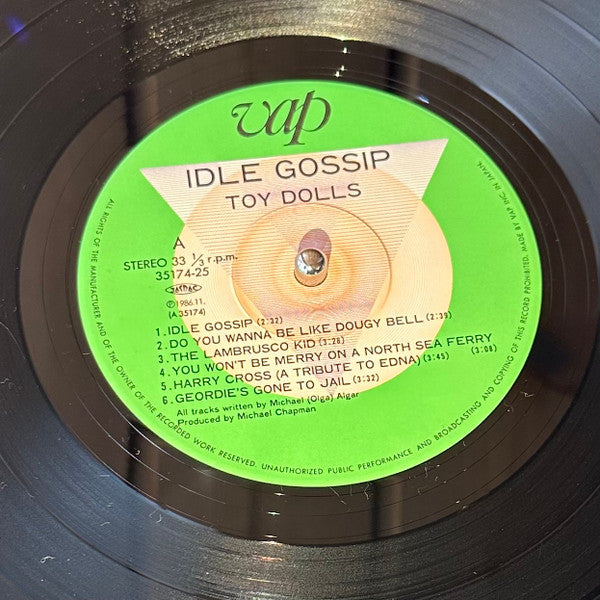 vap
IDLE GOSSIP
TOY DOLLS
A
STEREO 33 1/3 r.p.m.
35174-25
JASRAC
℗1986.11.
(A 35174)
1. IDLE GOSSIP (2:32)
2. DO YOU WANNA BE LIKE DOUGY BELL (2:39)
3. THE LAMBRUSCO KID (3:28)
4. YOU WON'T BE MERRY ON A NORTH SEA FERRY (3:08)
5. HARRY CROSS (A TRIBUTE TO EDNA) (3:45)
6. GEORDIE'S GONE TO JAIL (3:32)
All tracks written by Michael (Olga) Algar
Produced by Michael Chapman
ALL RIGHTS OF THE MANUFACTURER AND OF THE OWNER OF THE RECORDED WORK RESERVED. UNAUTHORIZED PUBLIC PERFORMANCE AND BROADCASTING AND COPYING OF THIS RECORD PROHIBITED. MADE BY VAP INC. IN JAPAN.